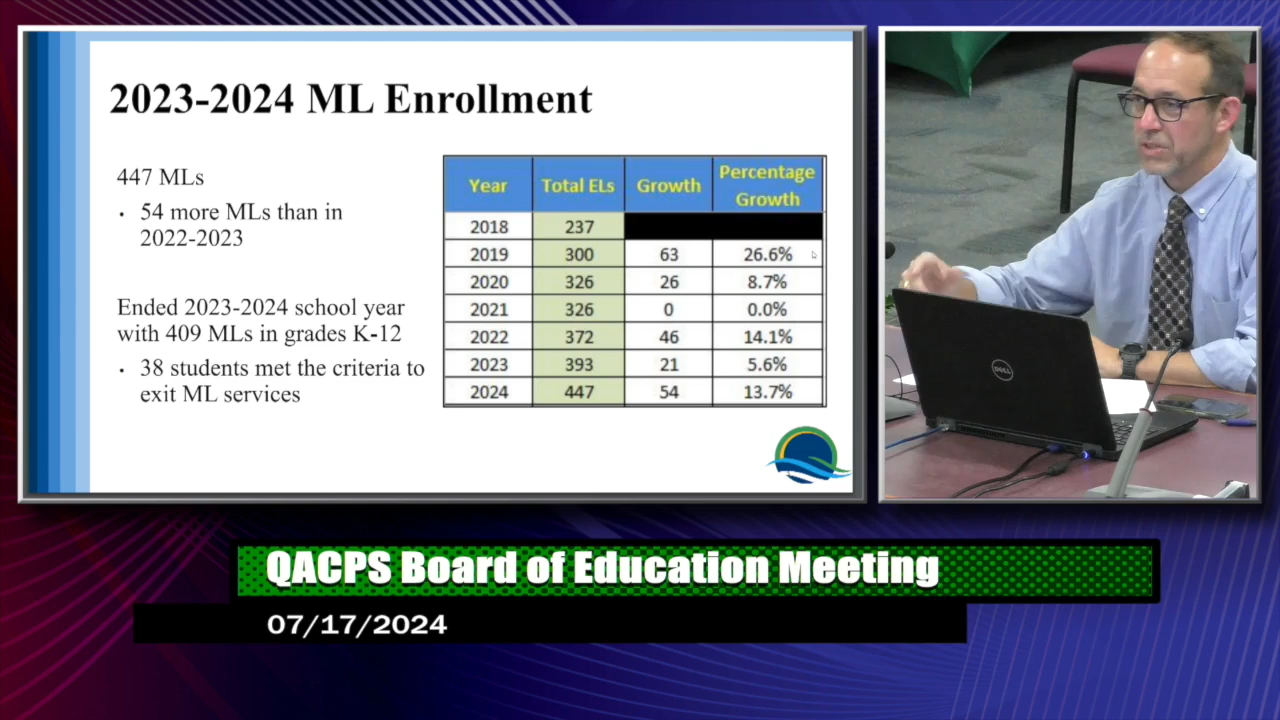 2023-2024 ML Enrollment
447 MLs
• 54 more MLs than in
2022-2023
Ended 2023-2024 school year
with 409 MLs in grades K-12
• 38 students met the criteria to
exit ML services
Year Total ELs Growth Percentage Growth
2018 237
2019 300 63 26.6%
2020 326 26 8.7%
2021 326 0 0.0%
2022 372 46 14.1%
2023 393 21 5.6%
2024 447 54 13.7%
DELL
QACPS Board of Education Meeting
07/17/2024